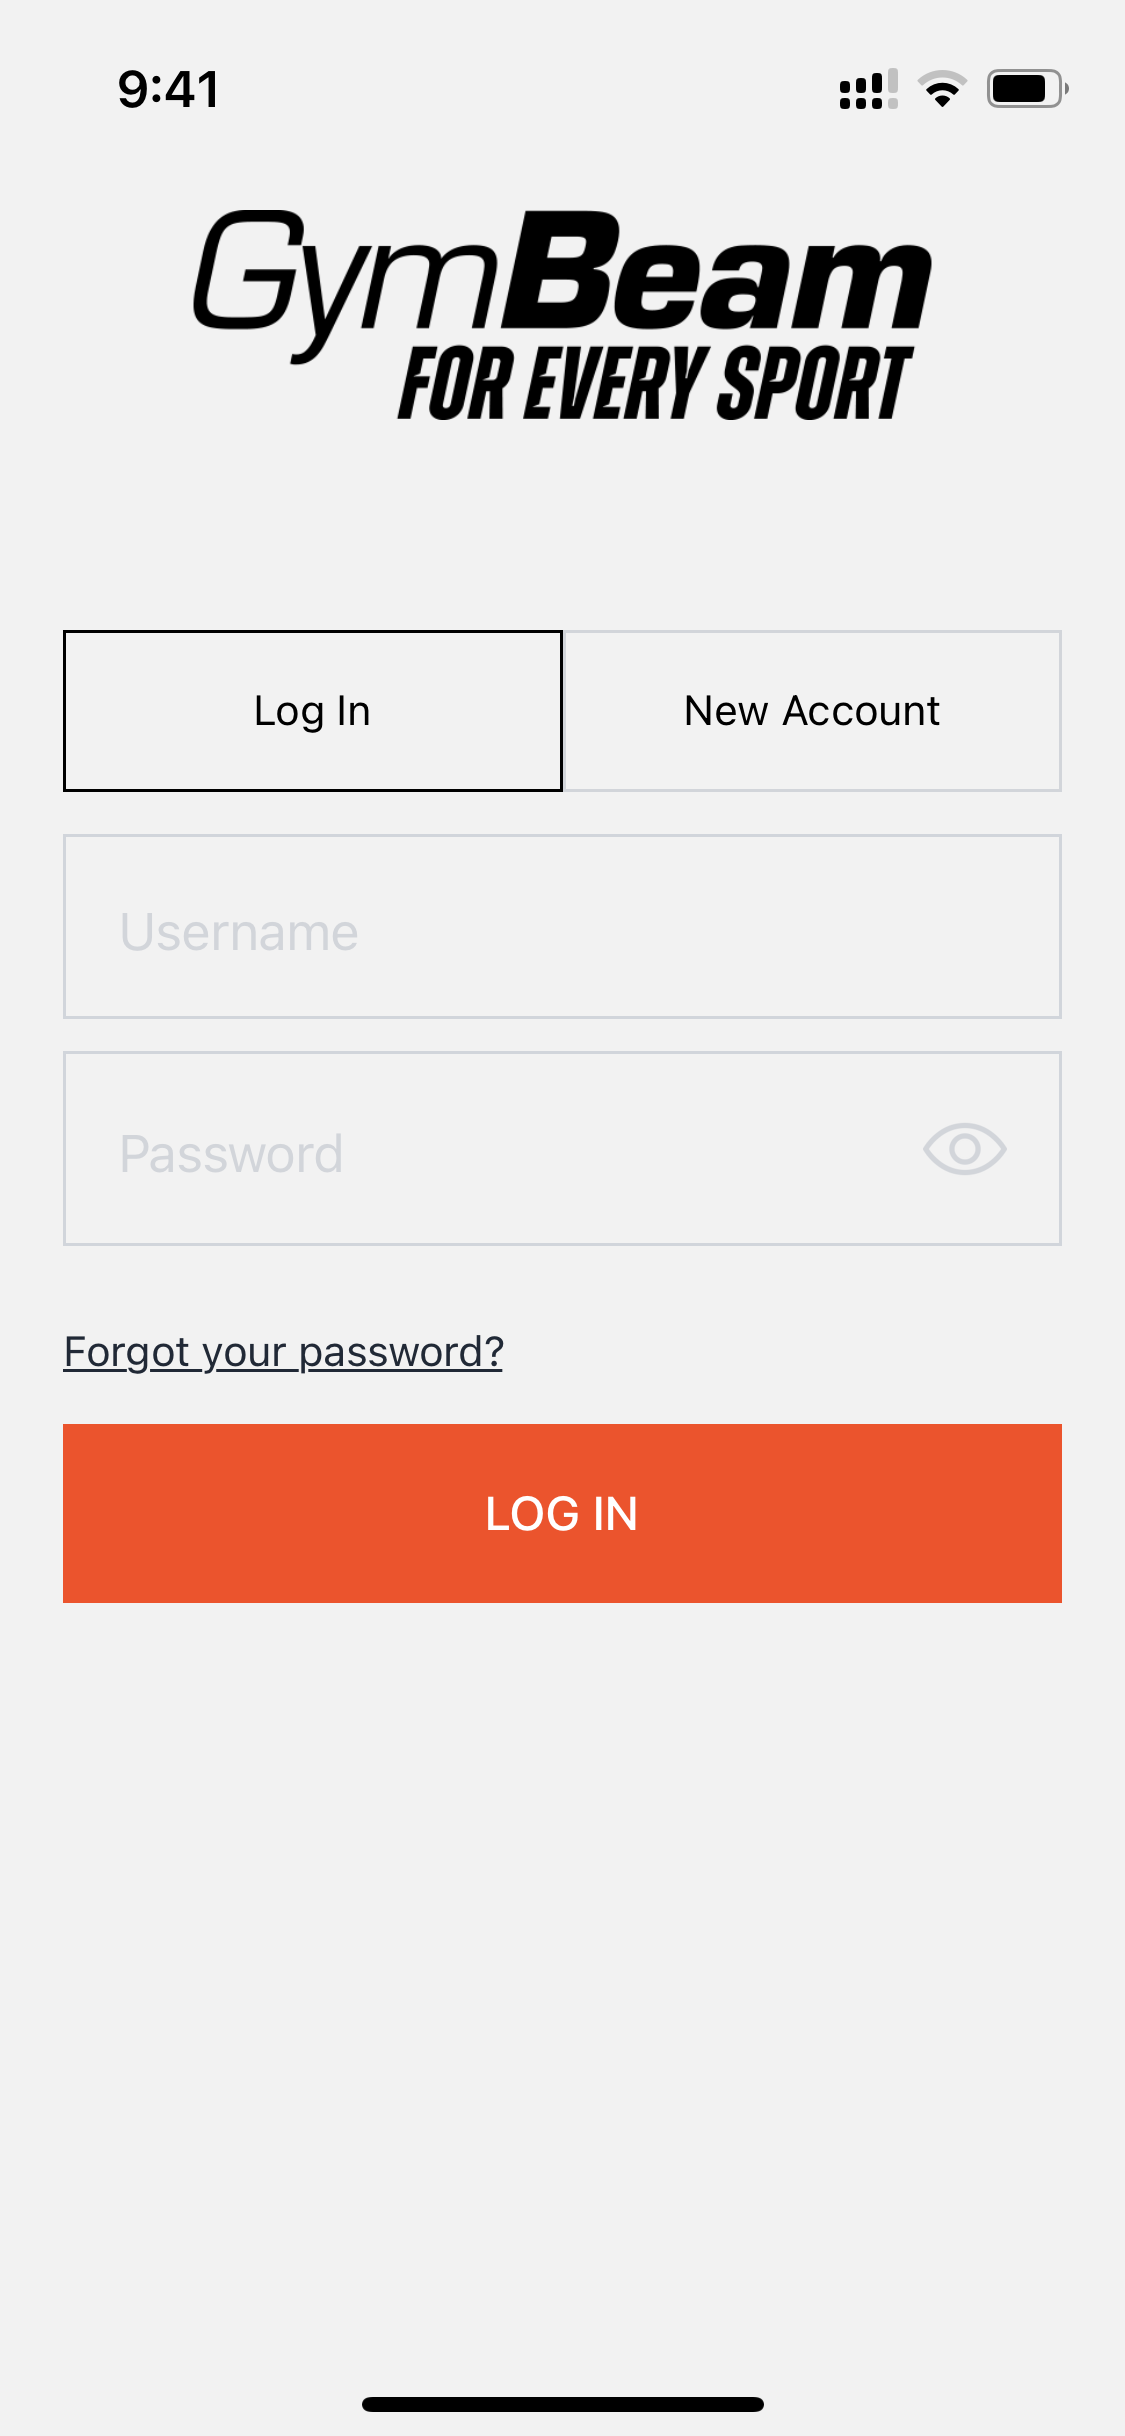 9:41
GymBeam
FOR EVERY SPORT
Log In
New Account
Username
Password
Forgot your password?
LOG IN